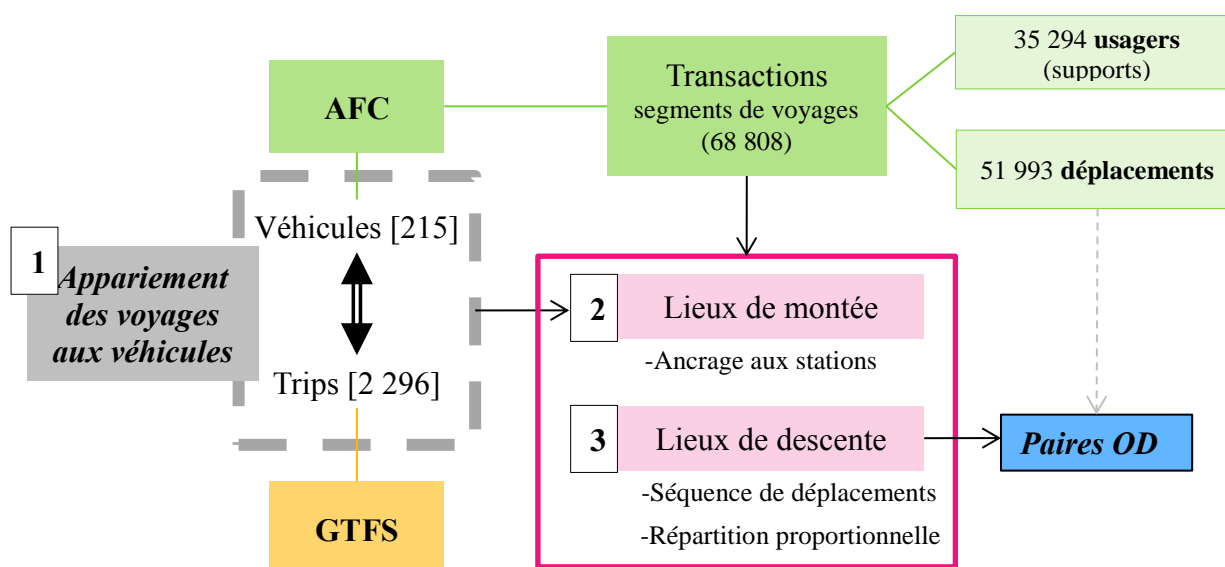 AFC
Transactions
segments de voyages
(68 808)
35 294 usagers
(supports)
51 993 déplacements
1
Appariement
des voyages
aux véhicules
Véhicules [215]
Trips [2 296]
GTFS
2
Lieux de montée
-Ancrage aux stations
3
Lieux de descente
-Séquence de déplacements
-Répartition proportionnelle
Paires OD